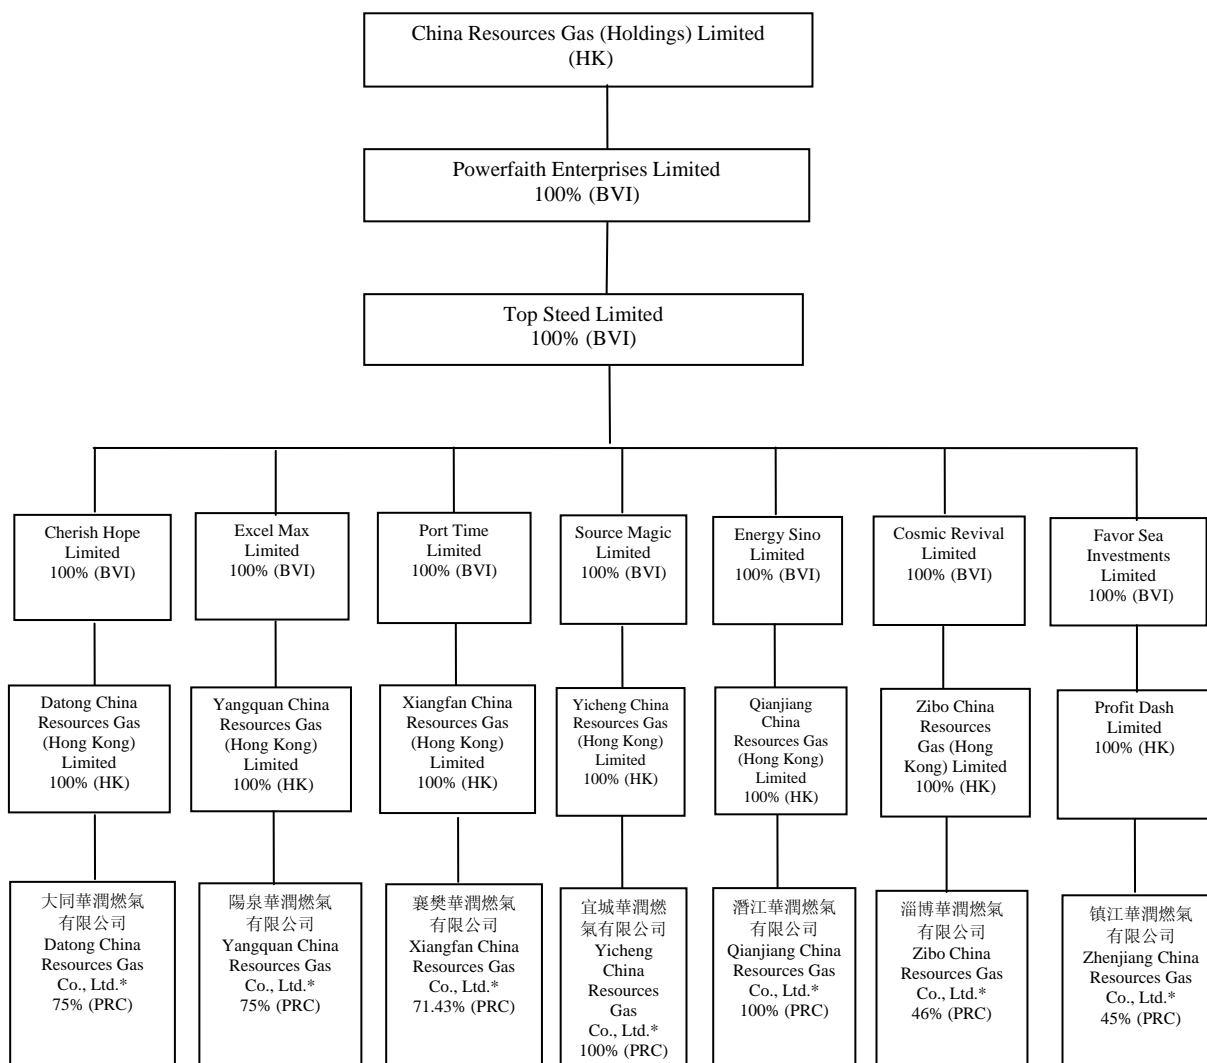 China Resources Gas (Holdings) Limited
(HK)
Powerfaith Enterprises Limited
100% (BVI)
Top Steed Limited
100% (BVI)
Cherish Hope
Limited
100% (BVI)
Excel Max
Limited
100% (BVI)
Port Time
Limited
100% (BVI)
Source Magic
Limited
100% (BVI)
Energy Sino
Limited
100% (BVI)
Cosmic Revival
Limited
100% (BVI)
Favor Sea
Investments
Limited
100% (BVI)
Datong China
Resources Gas
(Hong Kong)
Limited
100% (HK)
Yangquan China
Resources Gas
(Hong Kong)
Limited
100% (HK)
Xiangfan China
Resources Gas
(Hong Kong)
Limited
100% (HK)
Yicheng China
Resources Gas
(Hong Kong)
Limited
100% (HK)
Qianjiang
China
Resources Gas
(Hong Kong)
Limited
100% (HK)
Zibo China
Resources
Gas (Hong
Kong) Limited
100% (HK)
Profit Dash
Limited
100% (HK)
大同華潤燃氣
有限公司
Datong China
Resources Gas
Co., Ltd.*
75% (PRC)
陽泉華潤燃氣
有限公司
Yangquan China
Resources Gas
Co., Ltd.*
75% (PRC)
襄樊華潤燃氣
有限公司
Xiangfan China
Resources Gas
Co., Ltd.*
71.43% (PRC)
宜城華潤燃
氣有限公司
Yicheng
China
Resources
Gas
Co., Ltd.*
100% (PRC)
潛江華潤燃氣
有限公司
Qianjiang China
Resources Gas
Co., Ltd.*
100% (PRC)
淄博華潤燃氣
有限公司
Zibo China
Resources Gas
Co., Ltd.*
46% (PRC)
镇江華潤燃氣
有限公司
Zhenjiang China
Resources Gas
Co., Ltd.*
45% (PRC)